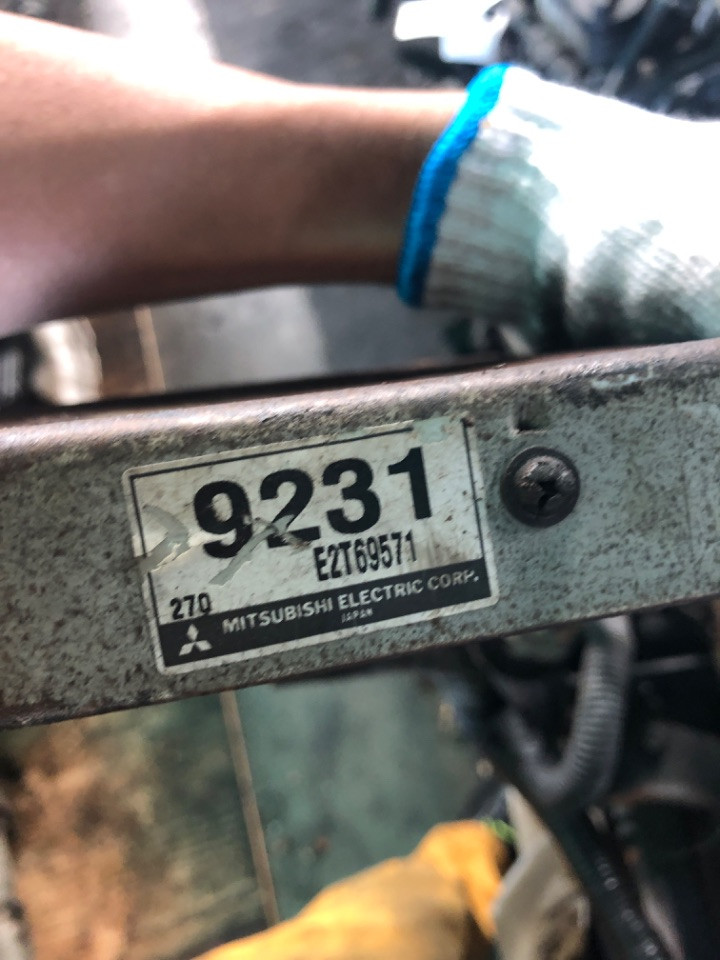 9231
E2T69571
270
MITSUBISHI ELECTRIC CORP.
JAPAN